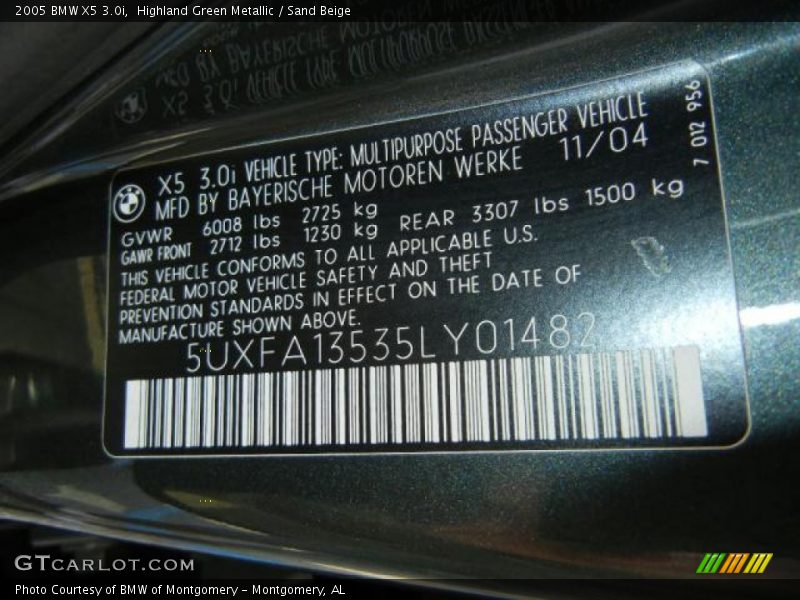 2005 BMW X5 3.0i, Highland Green Metallic / Sand Beige
X5 3.0i VEHICLE TYPE: MULTIPURPOSE PASSENGER VEHICLE
MFD BY BAYERISCHE MOTOREN WERKE 11/04
7 012 956
GVWR 6008 lbs 2725 kg
GAWR FRONT 2712 lbs 1230 kg REAR 3307 lbs 1500 kg
THIS VEHICLE CONFORMS TO ALL APPLICABLE U.S.
FEDERAL MOTOR VEHICLE SAFETY AND THEFT
PREVENTION STANDARDS IN EFFECT ON THE DATE OF
MANUFACTURE SHOWN ABOVE.
5UXFA13535LY01482
GTCARLOT.COM
Photo Courtesy of BMW of Montgomery - Montgomery, AL